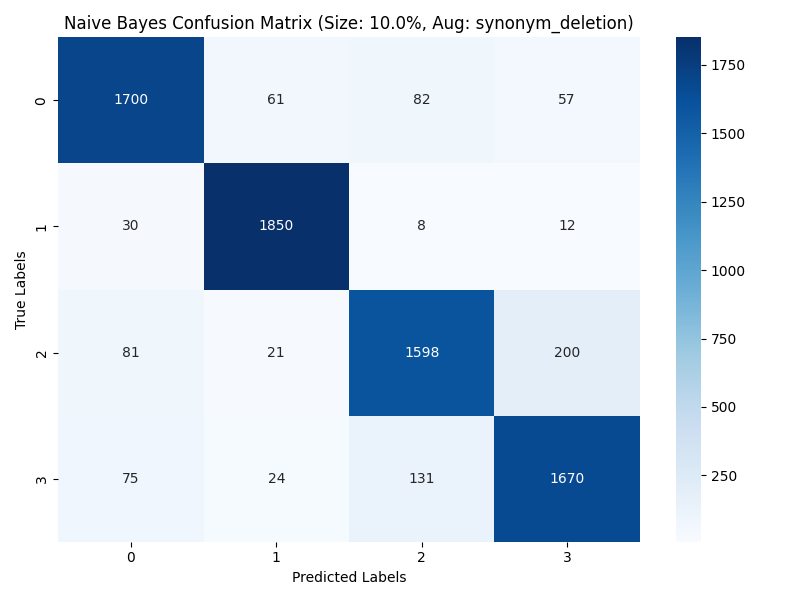 Naive Bayes Confusion Matrix (Size: 10.0%, Aug: synonym_deletion)
0 1700 61 82 57
1 30 1850 8 12
2 81 21 1598 200
3 75 24 131 1670
0 1 2 3
Predicted Labels
True Labels
1750
1500
1250
1000
750
500
250